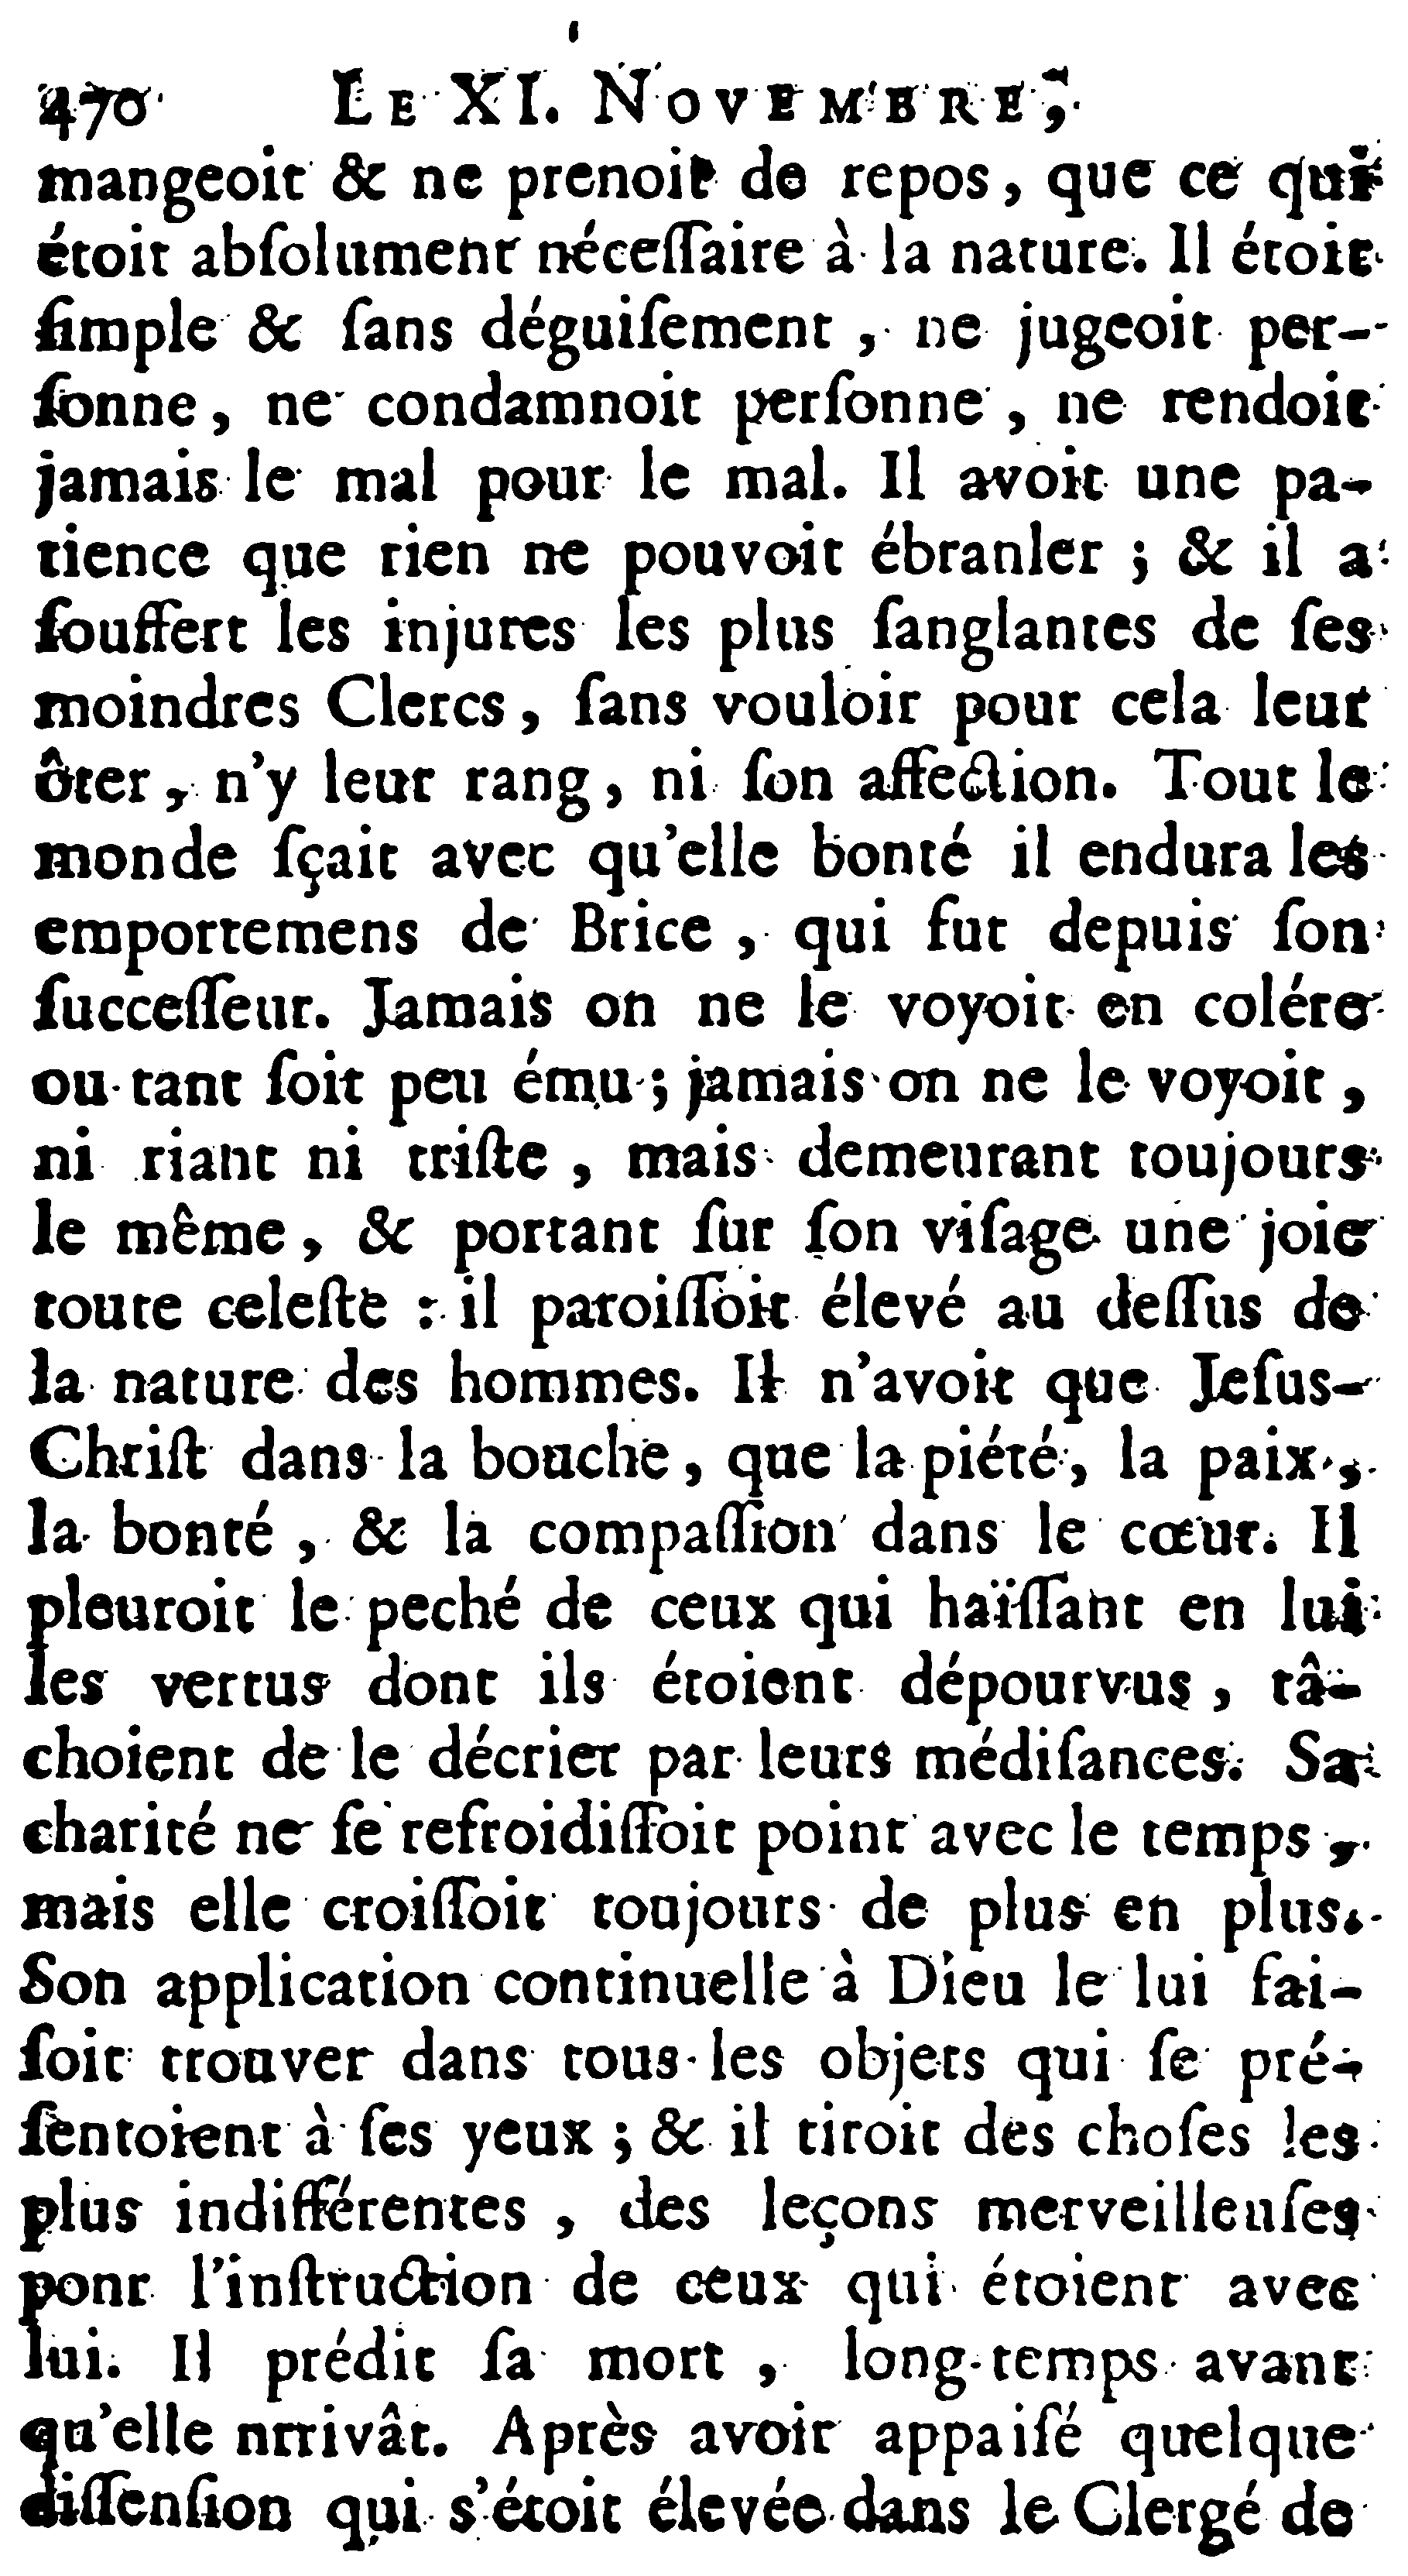 470 LE XI. NOVEMBRE,
mangeoit & ne prenoit de repos, que ce qui
étoit abſolument néceſſaire à la nature. Il étoit
ſimple & ſans déguiſement, ne jugeoit per-
ſonne, ne condamnoit perſonne, ne rendoit
jamais le mal pour le mal. Il avoit une pa-
tience que rien ne pouvoit ébranler ; & il a
ſouffert les injures les plus ſanglantes de ſes
moindres Clercs, ſans vouloir pour cela leur
ôter, n'y leur rang, ni ſon affection. Tout le
monde ſçait avec qu'elle bonté il endura les
emportemens de Brice, qui fut depuis ſon
ſucceſſeur. Jamais on ne le voyoit en colére
ou tant ſoit peu ému ; jamais on ne le voyoit,
ni riant ni triſte, mais demeurant toujours
le même, & portant ſur ſon viſage une joie
toute celeſte : il paroiſſoit élevé au deſſus de
la nature des hommes. Il n'avoit que Jeſus-
Chriſt dans la bouche, que la piété, la paix,
la bonté, & la compaſſion dans le cœur. Il
pleuroit le peché de ceux qui haïſſant en lui
les vertus dont ils étoient dépourvus, tâ-
choient de le décrier par leurs médiſances. Sa
charité ne ſe refroidiſſoit point avec le temps,
mais elle croiſſoit toujours de plus en plus.
Son application continuelle à Dieu le lui fai-
ſoit trouver dans tous les objets qui ſe pré-
ſentoient à ſes yeux ; & il tiroit des choſes les
plus indifférentes, des leçons merveilleuſes
ponr l'inſtruction de ceux qui étoient avec
lui. Il prédit ſa mort, long-temps avant
qu'elle nrrivât. Après avoir appaiſé quelque
diſſenſion qui s'étoit élevée dans le Clergé de